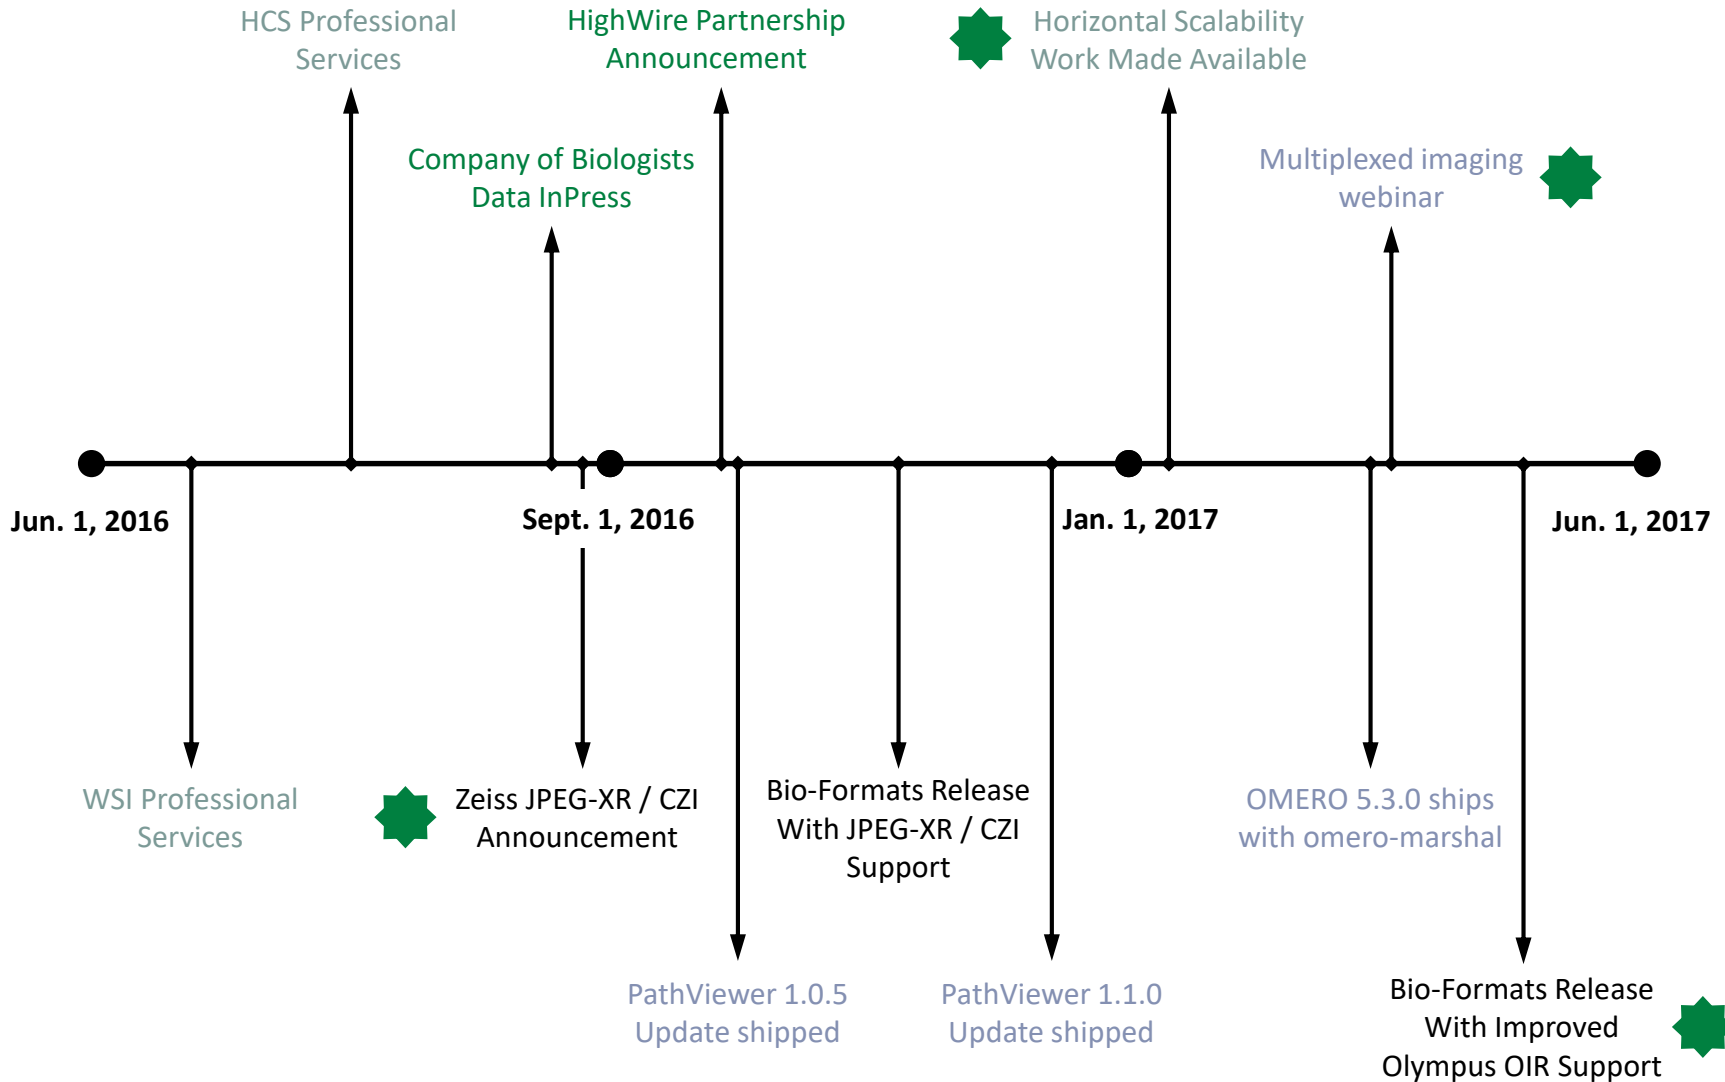 HCS Professional
Services
HighWire Partnership
Announcement
Horizontal Scalability
Work Made Available
Company of Biologists
Data InPress
Multiplexed imaging
webinar
Jun. 1, 2016
Sept. 1, 2016
Jan. 1, 2017
Jun. 1, 2017
WSI Professional
Services
Zeiss JPEG-XR / CZI
Announcement
Bio-Formats Release
With JPEG-XR / CZI
Support
OMERO 5.3.0 ships
with omero-marshal
PathViewer 1.0.5
Update shipped
PathViewer 1.1.0
Update shipped
Bio-Formats Release
With Improved
Olympus OIR Support